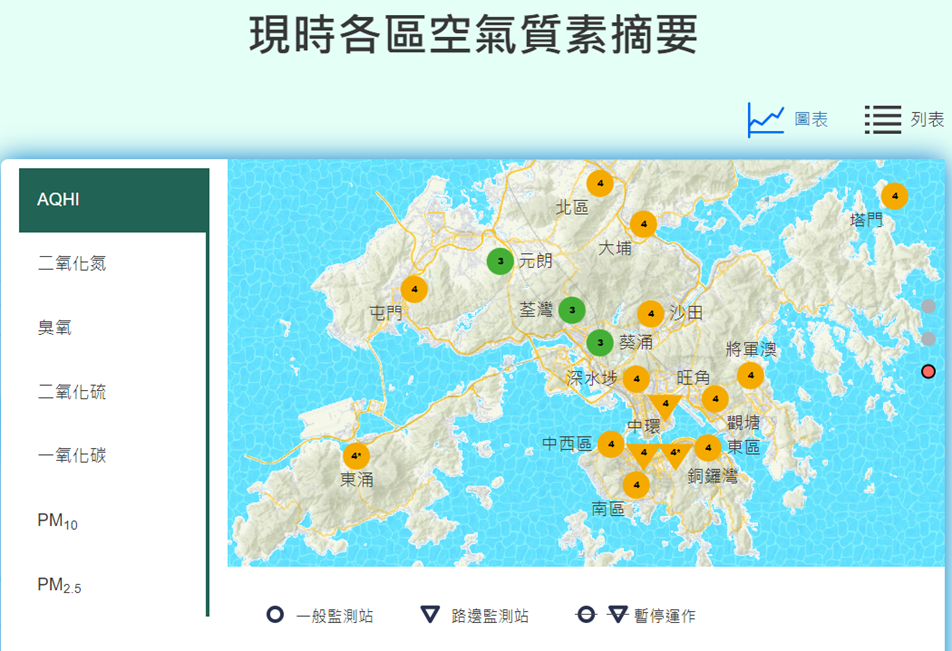 現時各區空氣質素摘要
圖表
列表
AQHI
二氧化氮
臭氧
二氧化硫
一氧化碳
PM10
PM2.5
4
北區
4
塔門
4
大埔
3 元朗
4
屯門
荃灣 3
4 沙田
3 葵涌
將軍澳
4
深水埗 4
旺角
4
4
觀塘
中環
中西區 4
4
4*
4 東區
銅鑼灣
4*
東涌
4
南區
一般監測站
路邊監測站
暫停運作